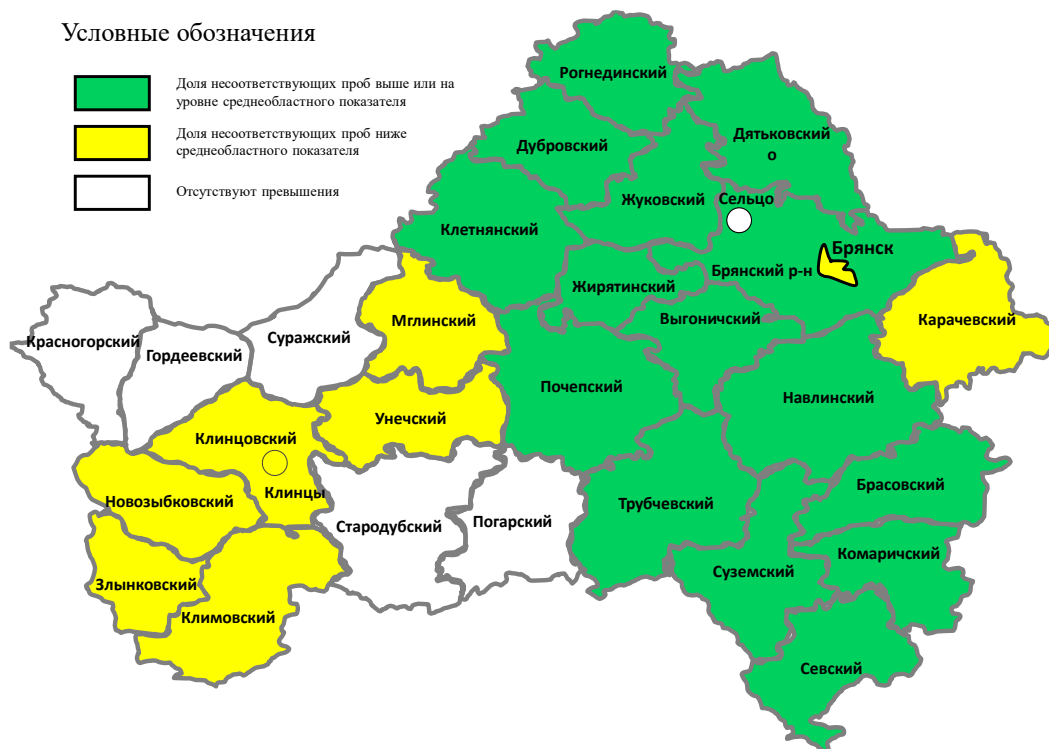 Условные обозначения
Доля несоответствующих проб выше или на
уровне среднеобластного показателя
Доля несоответствующих проб ниже
среднеобластного показателя
Отсутствуют превышения
Рогнединский
Дятьковский
о
Дубровский
Жуковский
Сельцо
Клетнянский
Брянск
Брянский р-н
Жирятинский
Выгоничский
Мглинский
Карачевский
Суражский
Красногорский
Гордеевский
Почепский
Навлинский
Унечский
Клинцовский
Клинцы
Новозыбковский
Стародубский
Погарский
Трубчевский
Брасовский
Комаричский
Суземский
Злынковский
Климовский
Севский